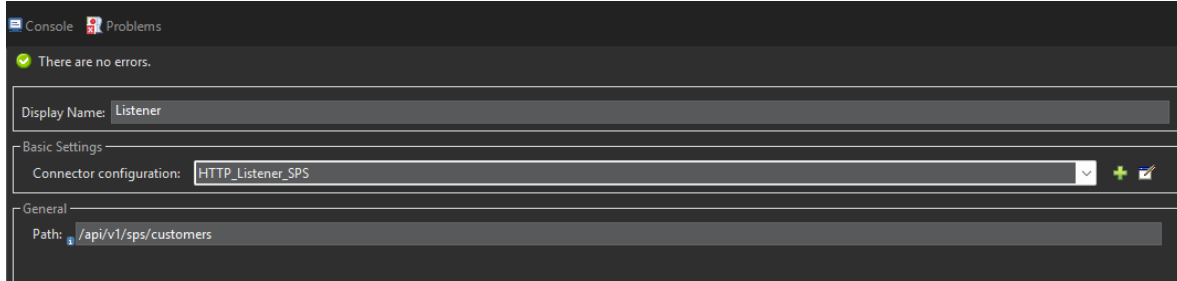 Console Problems
There are no errors.
Display Name: Listener
Basic Settings
Connector configuration: HTTP_Listener_SPS
General
Path: /api/v1/sps/customers